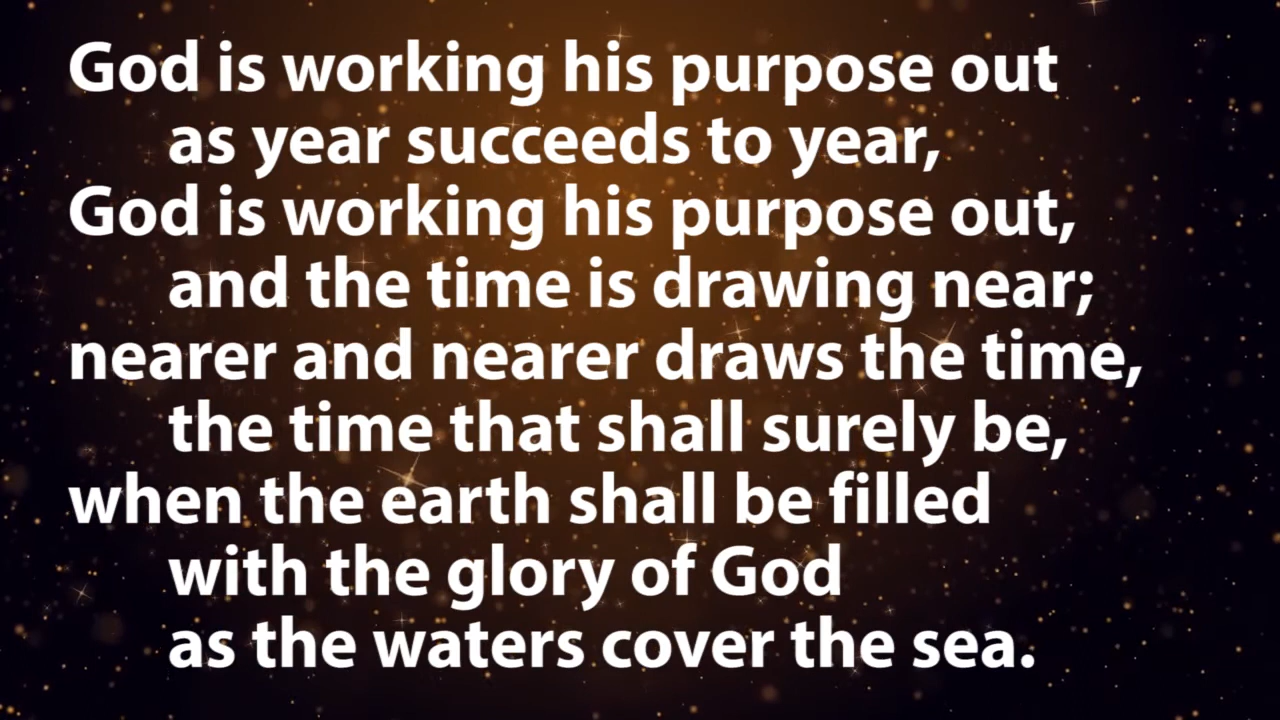 God is working his purpose out
as year succeeds to year,
God is working his purpose out,
and the time is drawing near;
nearer and nearer draws the time,
the time that shall surely be,
when the earth shall be filled
with the glory of God
as the waters cover the sea.